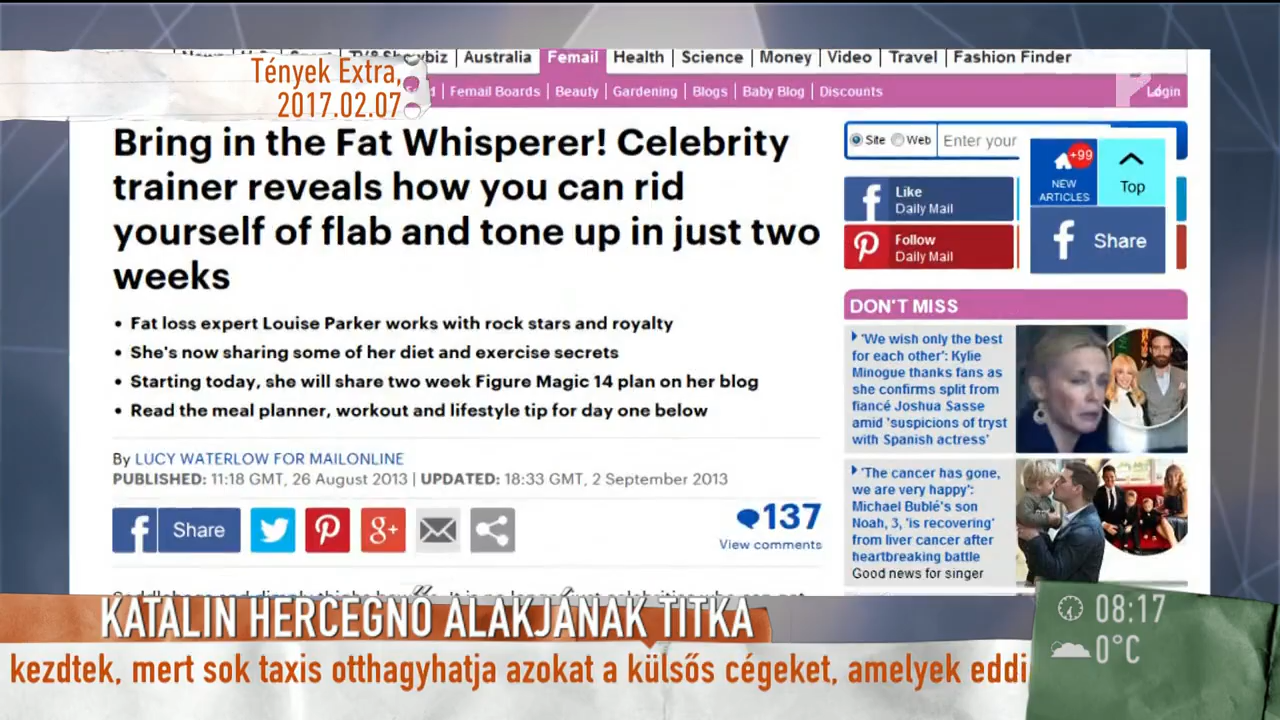 TV&Showbiz | Australia | Femail | Health | Science | Money | Video | Travel | Fashion Finder
Tények Extra,
2017.02.07
Femail Boards | Beauty | Gardening | Blogs | Baby Blog | Discounts
Login
Bring in the Fat Whisperer! Celebrity
trainer reveals how you can rid
yourself of flab and tone up in just two
weeks
• Fat loss expert Louise Parker works with rock stars and royalty
• She's now sharing some of her diet and exercise secrets
• Starting today, she will share two week Figure Magic 14 plan on her blog
• Read the meal planner, workout and lifestyle tip for day one below
By LUCY WATERLOW FOR MAILONLINE
PUBLISHED: 11:18 GMT, 26 August 2013 | UPDATED: 18:33 GMT, 2 September 2013
Share
137
View comments
Site Web Enter your
+99
NEW
ARTICLES
Top
Like
Daily Mail
Follow
Daily Mail
Share
DON'T MISS
'We wish only the best
for each other': Kylie
Minogue thanks fans as
she confirms split from
fiancé Joshua Sasse
amid 'suspicions of tryst
with Spanish actress'
'The cancer has gone,
we are very happy':
Michael Bublé's son
Noah, 3, 'is recovering'
from liver cancer after
heartbreaking battle
Good news for singer
KATALIN HERCEGNŐ ALAKJÁNAK TITKA
08:17
0°C
kezdtek, mert sok taxis otthagyhatja azokat a külsős cégeket, amelyek eddi